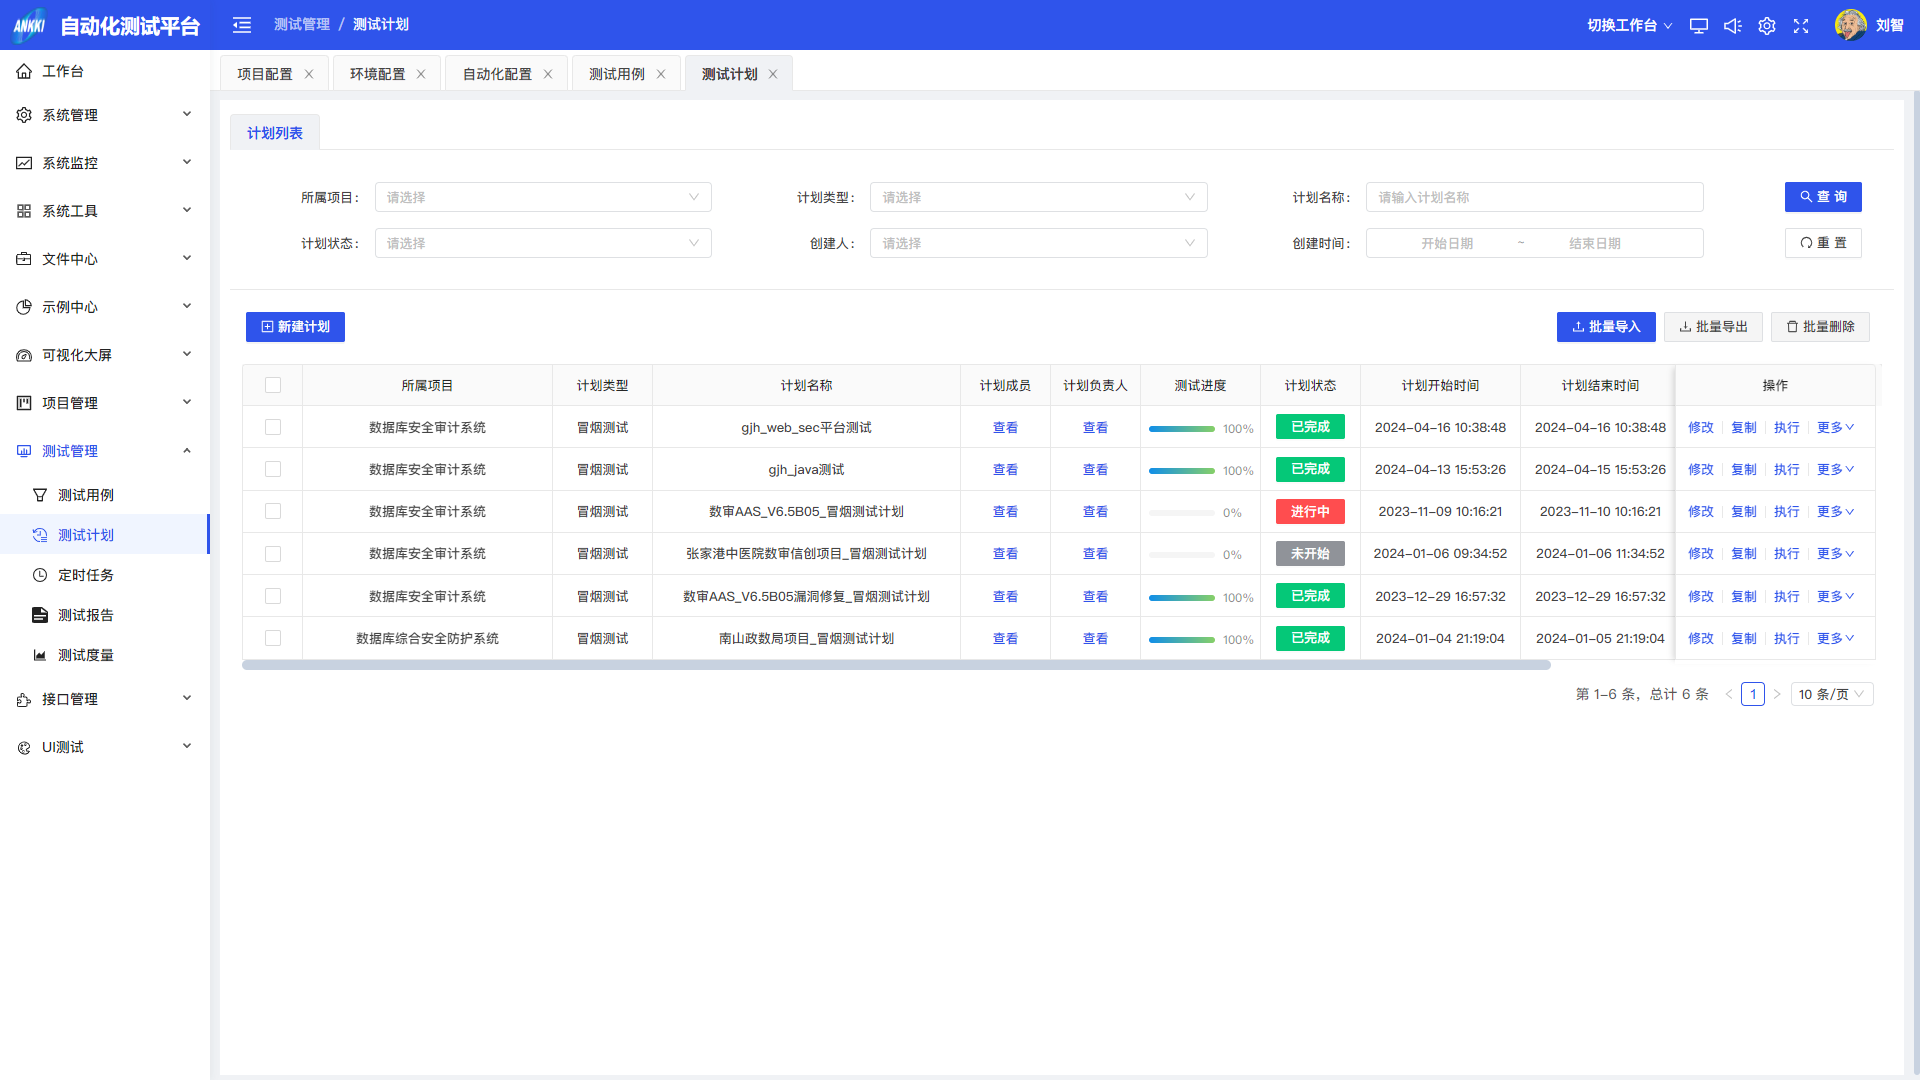 ANKKI 自动化测试平台 测试管理 / 测试计划 切换工作台 刘智
项目配置 环境配置 自动化配置 测试用例 测试计划
工作台
系统管理
系统监控
系统工具
文件中心
示例中心
可视化大屏
项目管理
测试管理
测试用例
测试计划
定时任务
测试报告
测试度量
接口管理
UI测试
计划列表
所属项目： 请选择 计划类型： 请选择 计划名称： 请输入计划名称 查 询
计划状态： 请选择 创建人： 请选择 创建时间： 开始日期 ~ 结束日期 重 置
新建计划 批量导入 批量导出 批量删除
所属项目 计划类型 计划名称 计划成员 计划负责人 测试进度 计划状态 计划开始时间 计划结束时间 操作
数据库安全审计系统 冒烟测试 gjh_web_sec平台测试 查看 查看 100% 已完成 2024-04-16 10:38:48 2024-04-16 10:38:48 修改 复制 执行 更多
数据库安全审计系统 冒烟测试 gjh_java测试 查看 查看 100% 已完成 2024-04-13 15:53:26 2024-04-15 15:53:26 修改 复制 执行 更多
数据库安全审计系统 冒烟测试 数审AAS_V6.5B05_冒烟测试计划 查看 查看 0% 进行中 2023-11-09 10:16:21 2023-11-10 10:16:21 修改 复制 执行 更多
数据库安全审计系统 冒烟测试 张家港中医院数审信创项目_冒烟测试计划 查看 查看 0% 未开始 2024-01-06 09:34:52 2024-01-06 11:34:52 修改 复制 执行 更多
数据库安全审计系统 冒烟测试 数审AAS_V6.5B05漏洞修复_冒烟测试计划 查看 查看 100% 已完成 2023-12-29 16:57:32 2023-12-29 16:57:32 修改 复制 执行 更多
数据库综合安全防护系统 冒烟测试 南山政数局项目_冒烟测试计划 查看 查看 100% 已完成 2024-01-04 21:19:04 2024-01-05 21:19:04 修改 复制 执行 更多
第 1-6 条，总计 6 条 1 10 条/页